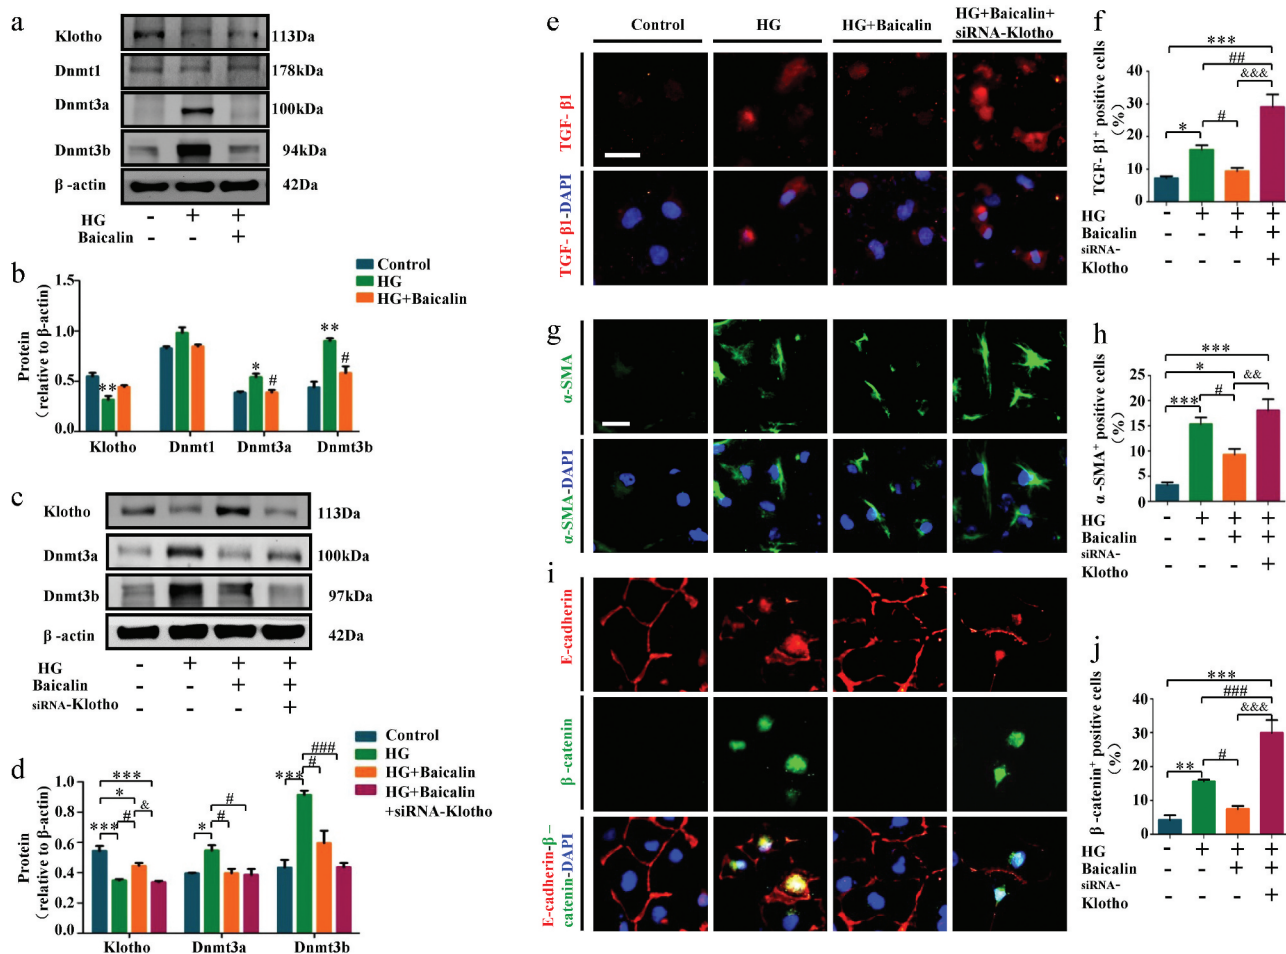 a
Klotho
113Da
Dnmt1
178kDa
Dnmt3a
100kDa
Dnmt3b
94kDa
β -actin
42Da
HG - + +
Baicalin - - +
b
Protein
(relative to β-actin)
1.5
1.0
0.5
0.0
Control
HG
HG+Baicalin
**
*
#
**
#
Klotho Dnmt1 Dnmt3a Dnmt3b
c
Klotho
113Da
Dnmt3a
100kDa
Dnmt3b
97kDa
β -actin
42Da
HG - + + +
Baicalin - - + +
siRNA-Klotho - - - +
d
Protein
(relative to β-actin)
1.0
0.8
0.6
0.4
0.2
0.0
Control
HG
HG+Baicalin
HG+Baicalin
+siRNA-Klotho
***
*
*** # &
#
* #
###
#
***
Klotho Dnmt3a Dnmt3b
e
Control HG HG+Baicalin
HG+Baicalin+
siRNA-Klotho
TGF- β1
TGF- β1-DAPI
f
TGF- β1+ positive cells
(%)
40
30
20
10
0
***
##
&&&
* #
HG - + + +
Baicalin - - + +
siRNA-
Klotho - - - +
g
α-SMA
α-SMA-DAPI
h
α -SMA+ positive cells
(%)
25
20
15
10
5
0
***
*
&&
*** #
HG - + + +
Baicalin - - + +
siRNA-
Klotho - - - +
i
E-cadherin
β -catenin
E-cadherin-β –
catenin-DAPI
j
β -catenin+ positive cells
(%)
40
30
20
10
0
***
###
&&&
** #
HG - + + +
Baicalin - - + +
siRNA-
Klotho - - - +